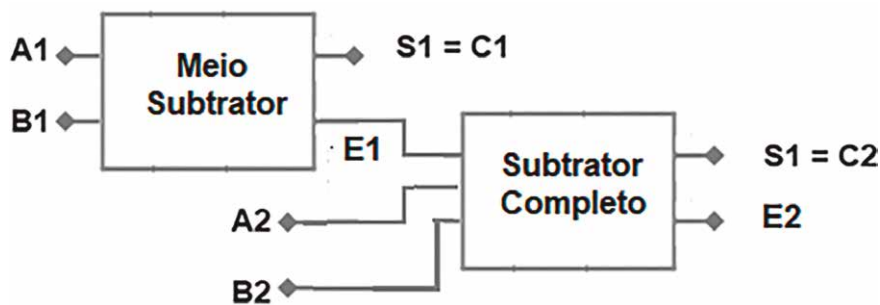 A1
B1
Meio
Subtrator
S1 = C1
E1
A2
B2
Subtrator
Completo
S1 = C2
E2